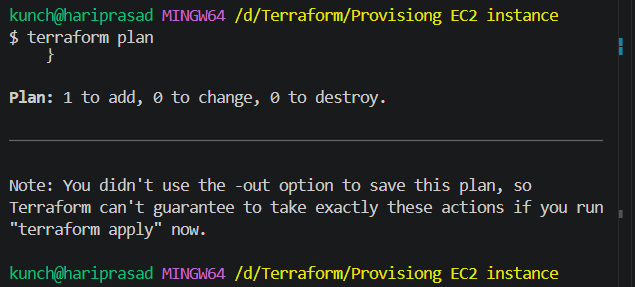 kunch@hariprasad MINGW64 /d/Terraform/Provisiong EC2 instance
$ terraform plan
    }
Plan: 1 to add, 0 to change, 0 to destroy.
Note: You didn't use the -out option to save this plan, so
Terraform can't guarantee to take exactly these actions if you run
"terraform apply" now.
kunch@hariprasad MINGW64 /d/Terraform/Provisiong EC2 instance